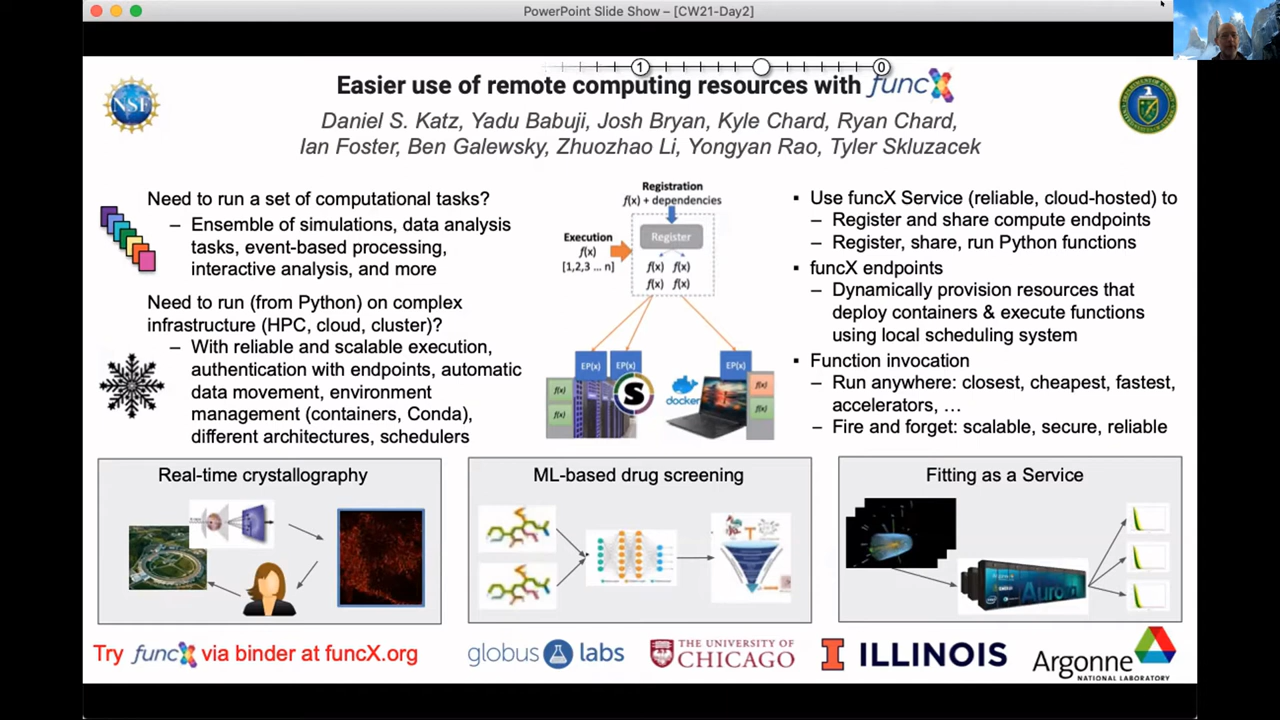 PowerPoint Slide Show – [CW21-Day2]
1
0
Easier use of remote computing resources with funcX
Daniel S. Katz, Yadu Babuji, Josh Bryan, Kyle Chard, Ryan Chard,
Ian Foster, Ben Galewsky, Zhuozhao Li, Yongyan Rao, Tyler Skluzacek
NSF
Need to run a set of computational tasks?
– Ensemble of simulations, data analysis
tasks, event-based processing,
interactive analysis, and more
Need to run (from Python) on complex
infrastructure (HPC, cloud, cluster)?
– With reliable and scalable execution,
authentication with endpoints, automatic
data movement, environment
management (containers, Conda),
different architectures, schedulers
Registration
f(x) + dependencies
Execution
f(x)
[1,2,3 ... n]
Register
f(x) f(x)
f(x) f(x)
EP(x) EP(x) EP(x)
f(x)
f(x)
S
docker
f(x)
f(x)
▪ Use funcX Service (reliable, cloud-hosted) to
– Register and share compute endpoints
– Register, share, run Python functions
▪ funcX endpoints
– Dynamically provision resources that
deploy containers & execute functions
using local scheduling system
▪ Function invocation
– Run anywhere: closest, cheapest, fastest,
accelerators, …
– Fire and forget: scalable, secure, reliable
Real-time crystallography
ML-based drug screening
Fitting as a Service
Aurora
Try funcX via binder at funcX.org
globus labs
THE UNIVERSITY OF
CHICAGO
I ILLINOIS
Argonne
NATIONAL LABORATORY